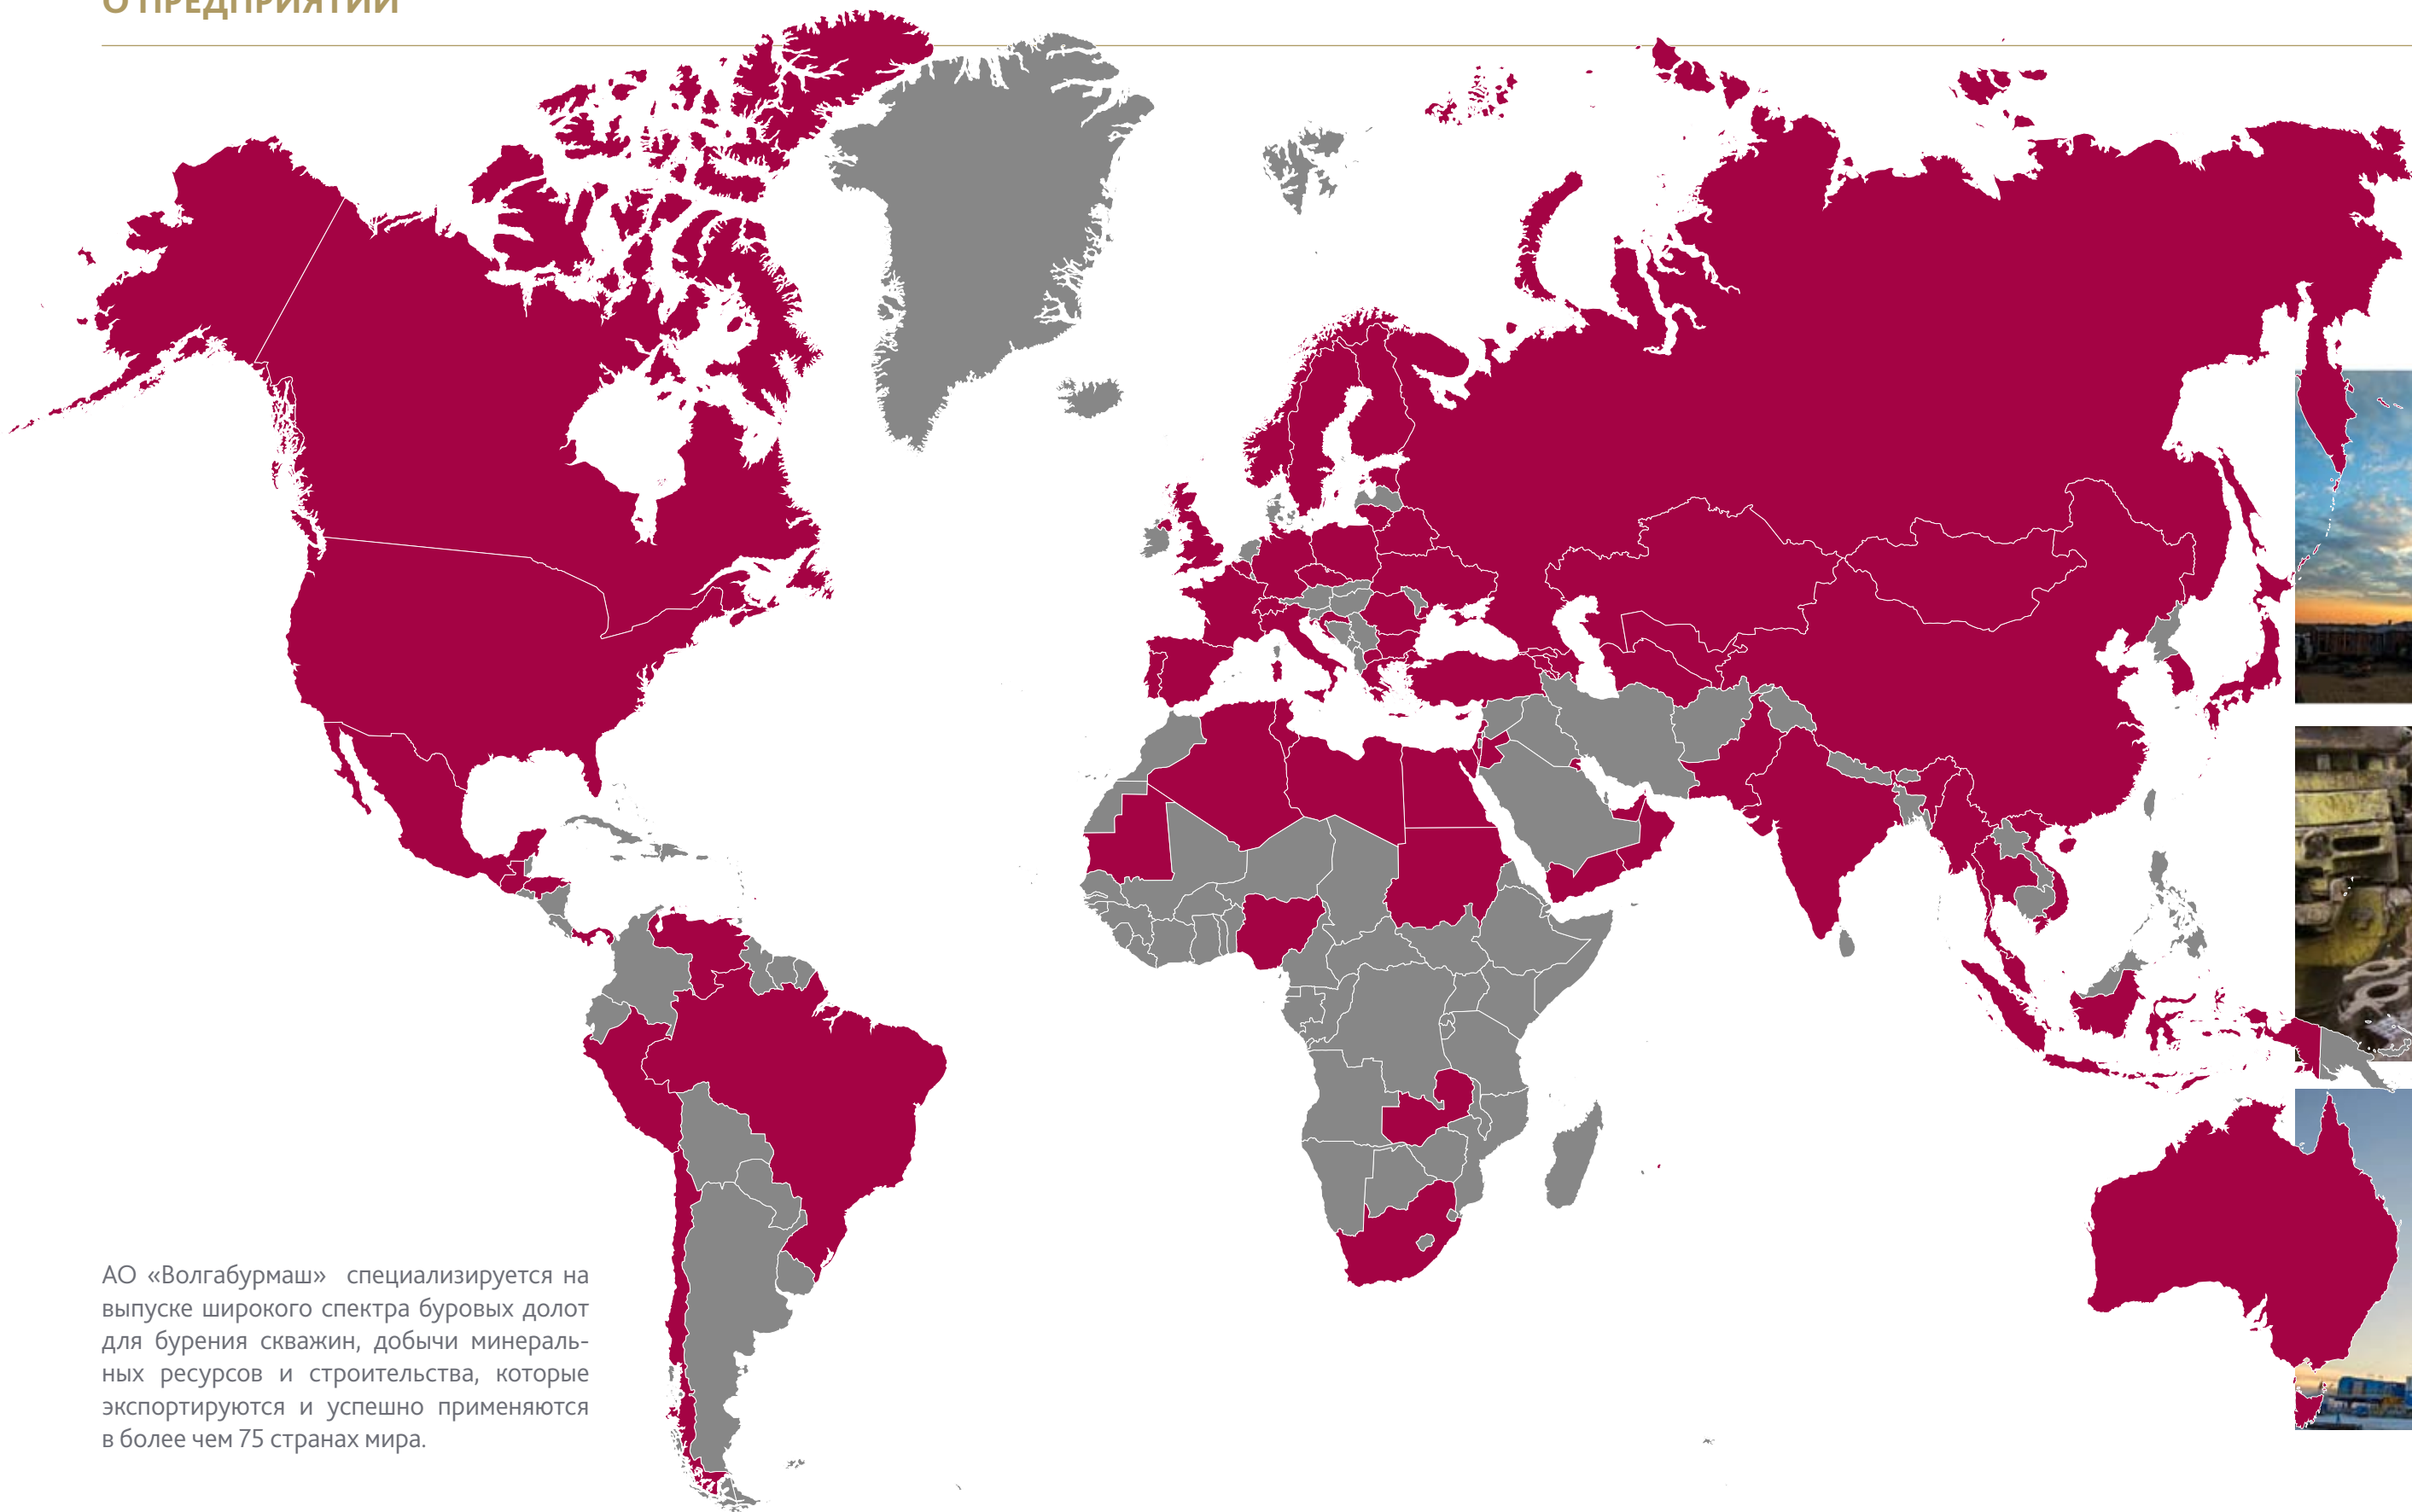 О ПРЕДПРИЯТИИ
АО «Волгабурмаш» специализируется на
выпуске широкого спектра буровых долот
для бурения скважин, добычи минераль-
ных ресурсов и строительства, которые
экспортируются и успешно применяются
в более чем 75 странах мира.